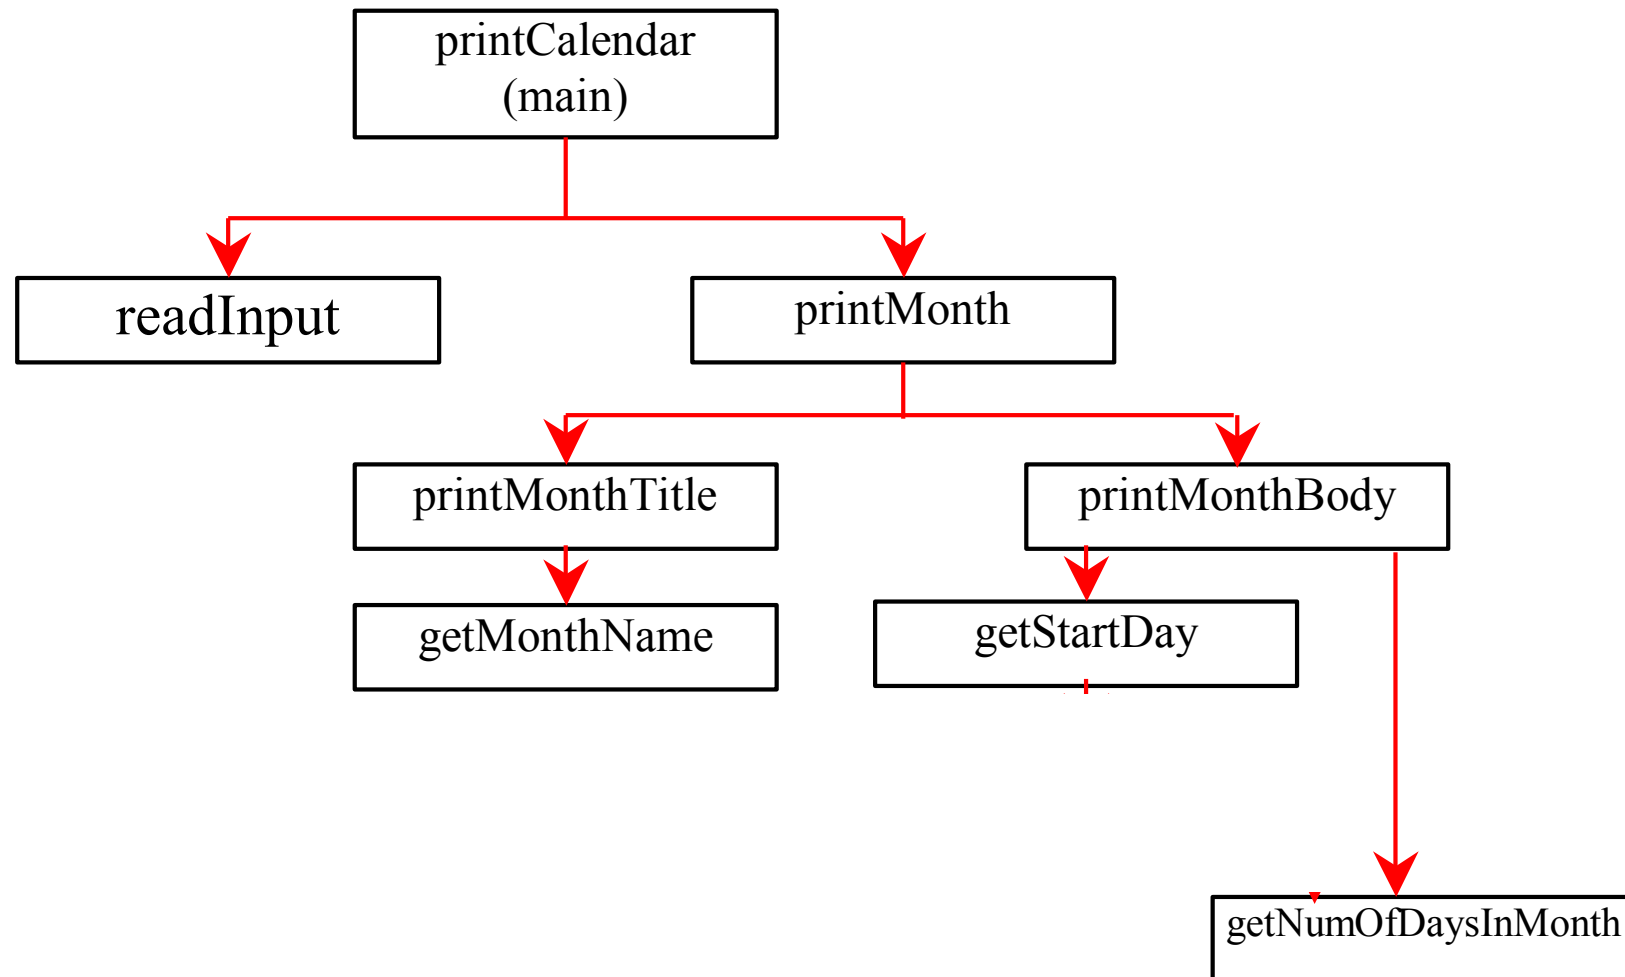 printCalendar
(main)
readInput
printMonth
printMonthTitle
printMonthBody
getMonthName
getStartDay
getNumOfDaysInMonth